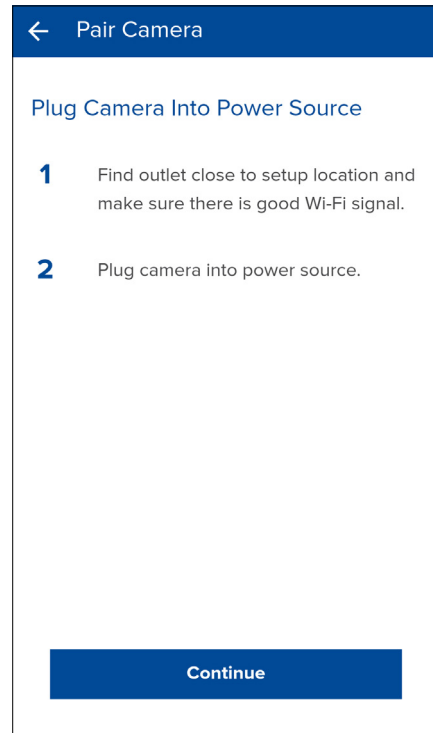 Pair Camera
Plug Camera Into Power Source
1 Find outlet close to setup location and
make sure there is good Wi-Fi signal.
2 Plug camera into power source.
Continue